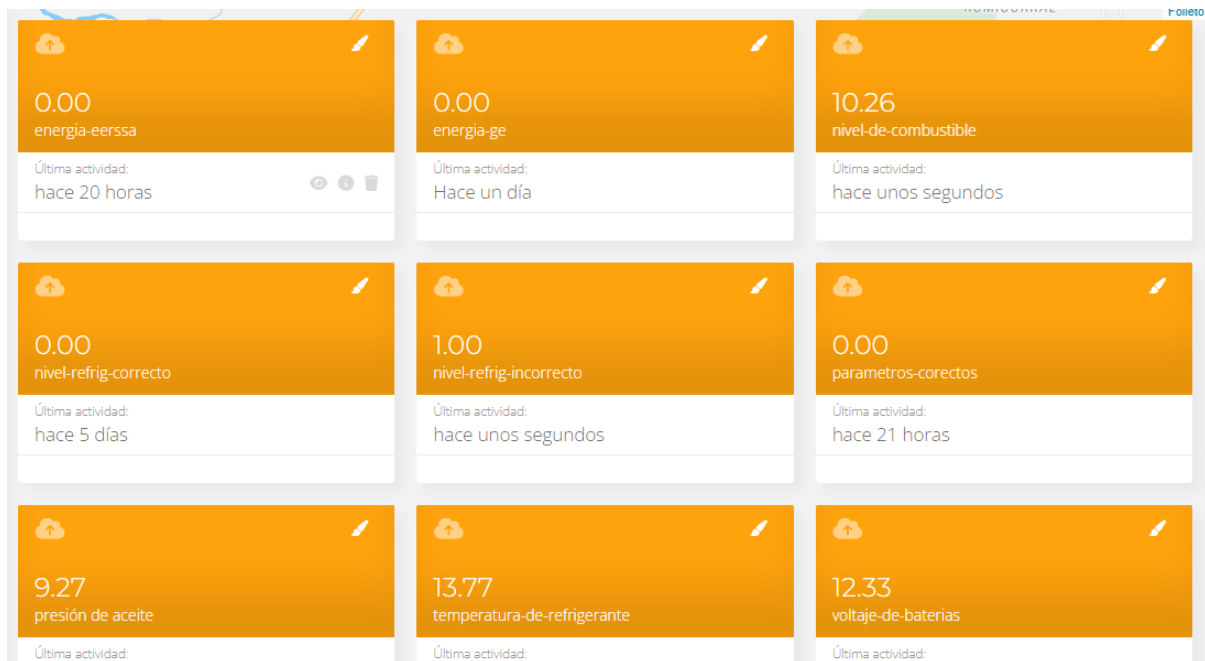 Folleto
0.00
energia-eerssa
Última actividad:
hace 20 horas
0.00
energia-ge
Última actividad:
Hace un día
10.26
nivel-de-combustible
Última actividad:
hace unos segundos
0.00
nivel-refrig-correcto
Última actividad:
hace 5 días
1.00
nivel-refrig-incorrecto
Última actividad:
hace unos segundos
0.00
parametros-corectos
Última actividad:
hace 21 horas
9.27
presión de aceite
Última actividad:
13.77
temperatura-de-refrigerante
Última actividad:
12.33
voltaje-de-baterias
Última actividad: